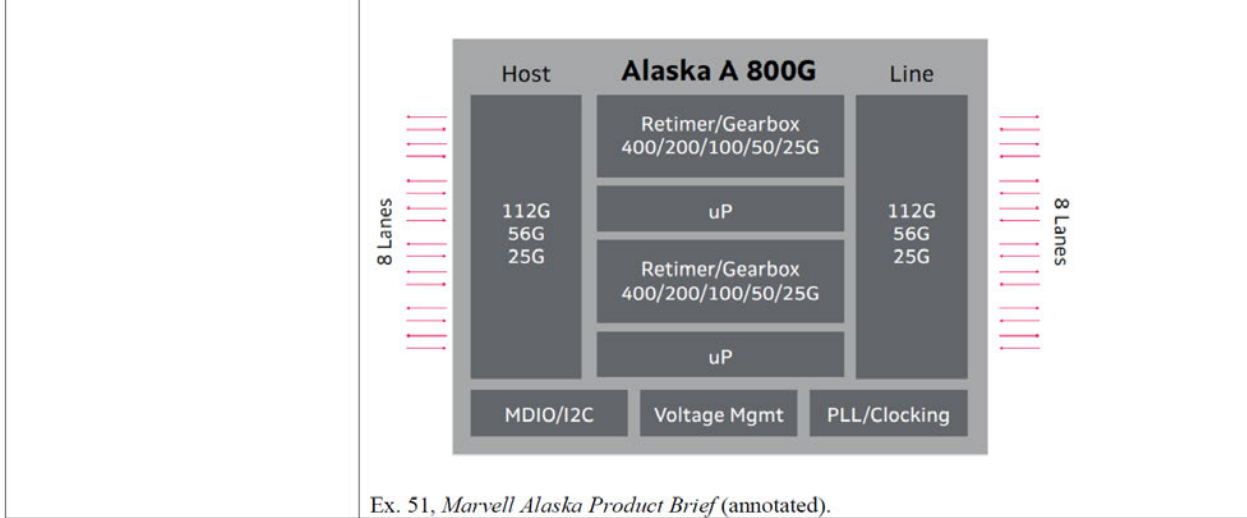 Host
Alaska A 800G
Line
8 Lanes
112G
56G
25G
Retimer/Gearbox
400/200/100/50/25G
uP
Retimer/Gearbox
400/200/100/50/25G
uP
112G
56G
25G
8 Lanes
MDIO/I2C
Voltage Mgmt
PLL/Clocking
Ex. 51, Marvell Alaska Product Brief (annotated).